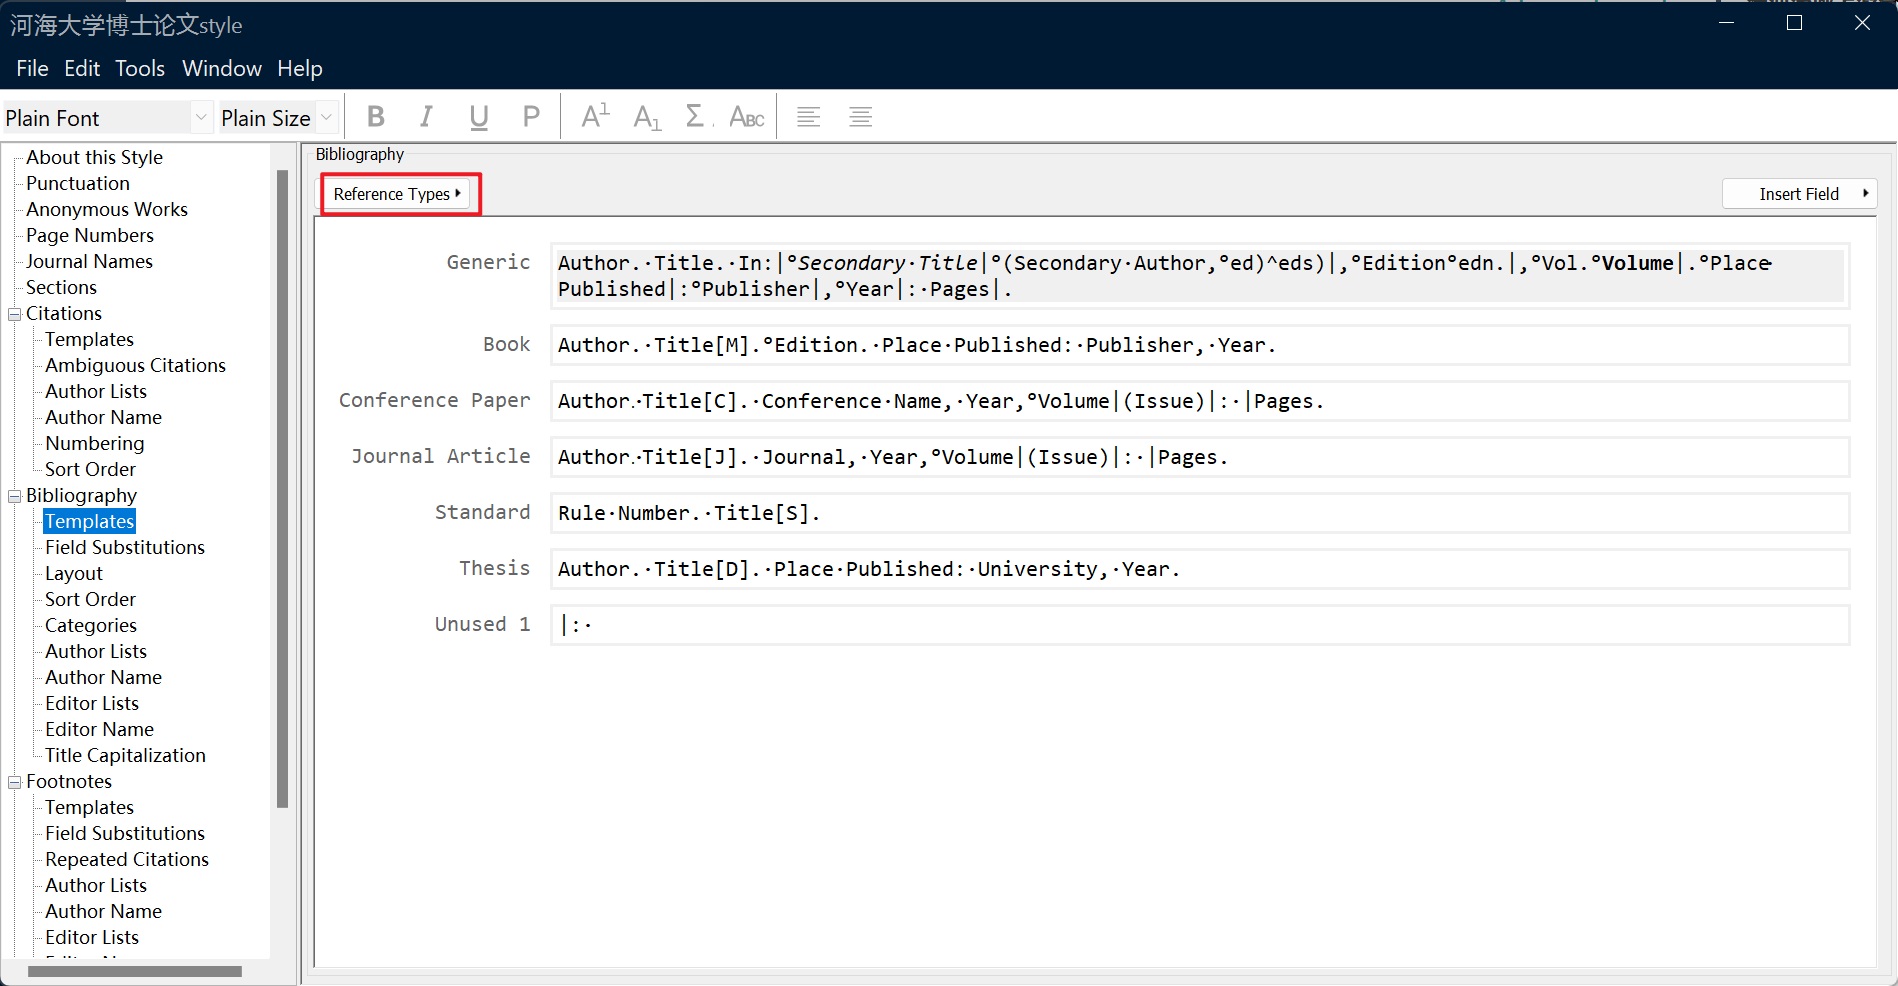 河海大学博士论文style
File Edit Tools Window Help
Plain Font Plain Size B I U P A1 A1 Σ ABC
About this Style
Punctuation
Anonymous Works
Page Numbers
Journal Names
Sections
Citations
Templates
Ambiguous Citations
Author Lists
Author Name
Numbering
Sort Order
Bibliography
Templates
Field Substitutions
Layout
Sort Order
Categories
Author Lists
Author Name
Editor Lists
Editor Name
Title Capitalization
Footnotes
Templates
Field Substitutions
Repeated Citations
Author Lists
Author Name
Editor Lists
Bibliography
Reference Types
Insert Field
Generic Author.·Title.·In:|°Secondary·Title|°(Secondary·Author,°ed)^eds)|,°Edition°edn.|,°Vol.°Volume|.°Place·
Published|:°Publisher|,°Year|:·Pages|.
Book Author.·Title[M].°Edition.·Place·Published:·Publisher,·Year.
Conference Paper Author.·Title[C].·Conference·Name,·Year,°Volume|(Issue)|:·|Pages.
Journal Article Author.·Title[J].·Journal,·Year,°Volume|(Issue)|:·|Pages.
Standard Rule·Number.·Title[S].
Thesis Author.·Title[D].·Place·Published:·University,·Year.
Unused 1 |:·